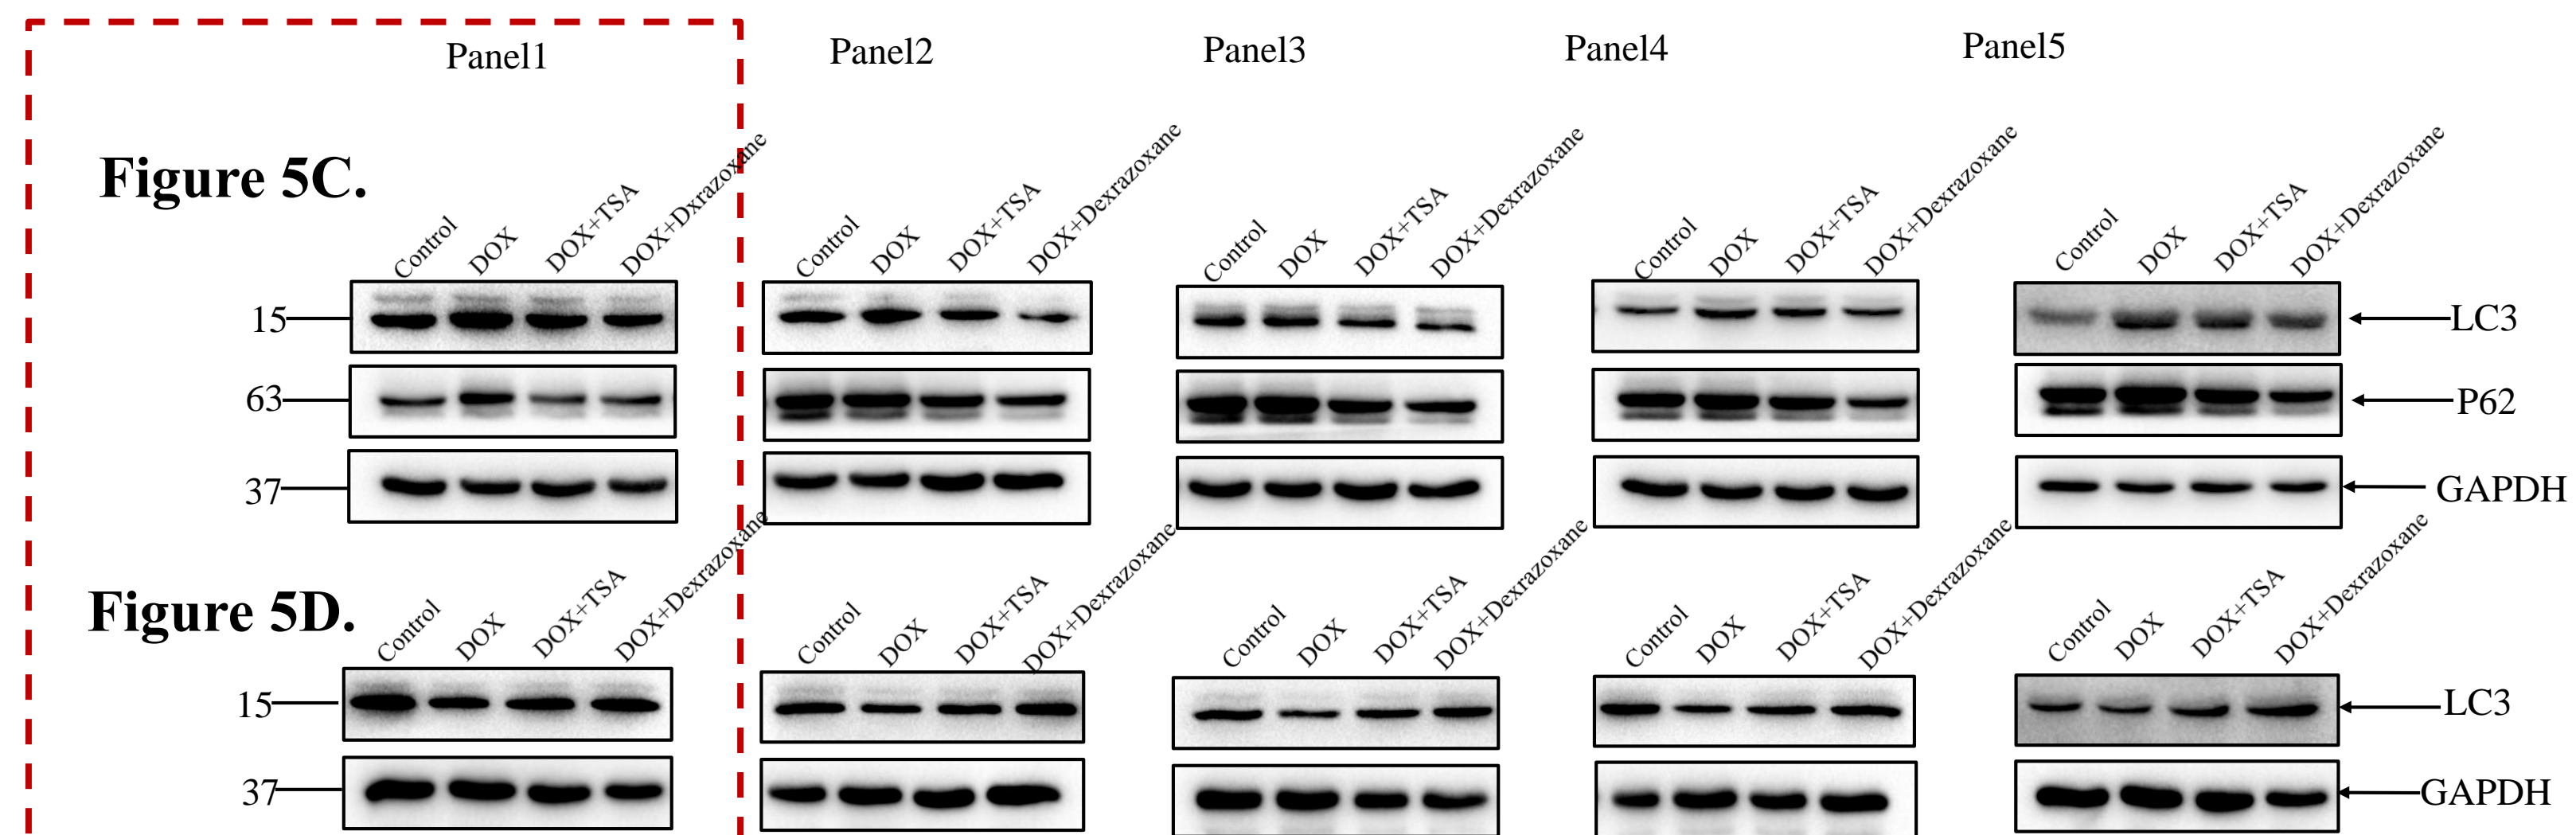 Panel1 Panel2 Panel3 Panel4 Panel5
Figure 5C.
Control DOX DOX+TSA DOX+Dxrazoxane Control DOX DOX+TSA DOX+Dexrazoxane Control DOX DOX+TSA DOX+Dexrazoxane Control DOX DOX+TSA DOX+Dexrazoxane Control DOX DOX+TSA DOX+Dexrazoxane
15 LC3
63 P62
37 GAPDH
Figure 5D.
Control DOX DOX+TSA DOX+Dexrazoxane Control DOX DOX+TSA DOX+Dexrazoxane Control DOX DOX+TSA DOX+Dexrazoxane Control DOX DOX+TSA DOX+Dexrazoxane Control DOX DOX+TSA DOX+Dexrazoxane
15 LC3
37 GAPDH